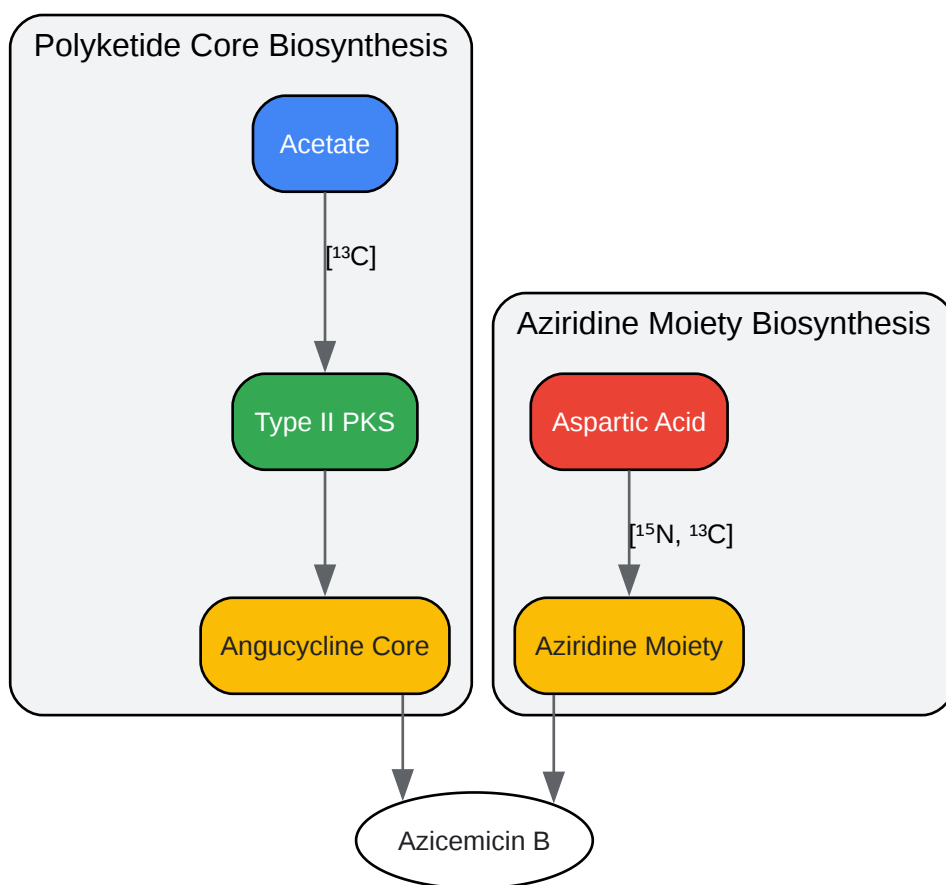 Polyketide Core Biosynthesis
Acetate
[¹³C]
Type II PKS
Angucycline Core
Aziridine Moiety Biosynthesis
Aspartic Acid
[¹⁵N, ¹³C]
Aziridine Moiety
Azicemicin B